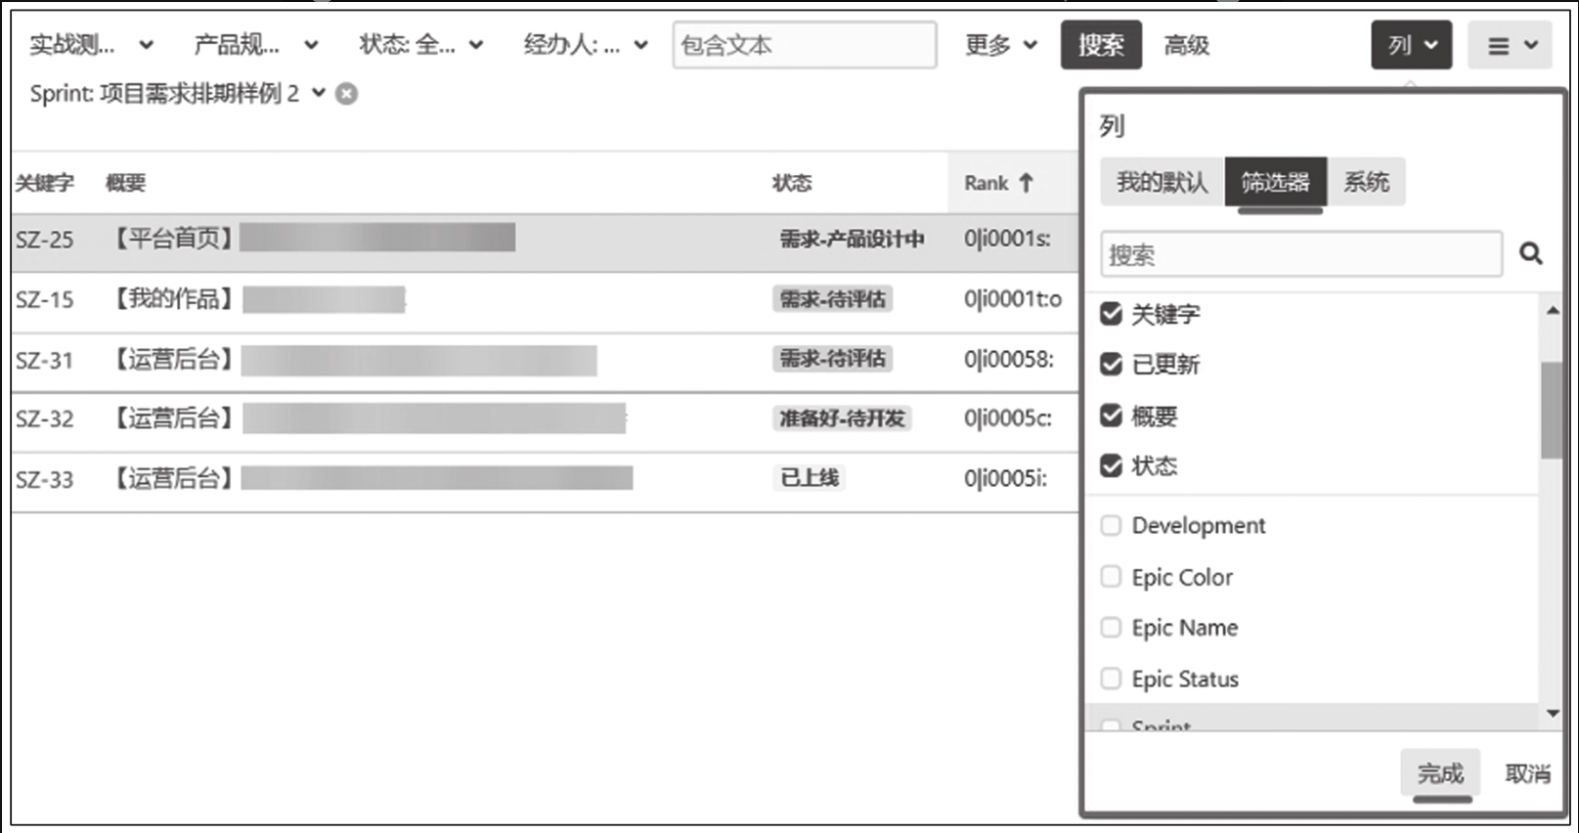 实战测... 产品规... 状态: 全... 经办人: ... 包含文本 更多 搜索 高级 列
Sprint: 项目需求排期样例 2
关键字 概要 状态 Rank
SZ-25 【平台首页】 需求-产品设计中 0|i0001s:
SZ-15 【我的作品】 需求-待评估 0|i0001t:o
SZ-31 【运营后台】 需求-待评估 0|i00058:
SZ-32 【运营后台】 准备好-待开发 0|i0005c:
SZ-33 【运营后台】 已上线 0|i0005i:
列
我的默认 筛选器 系统
搜索
关键字
已更新
概要
状态
Development
Epic Color
Epic Name
Epic Status
Sprint
完成 取消